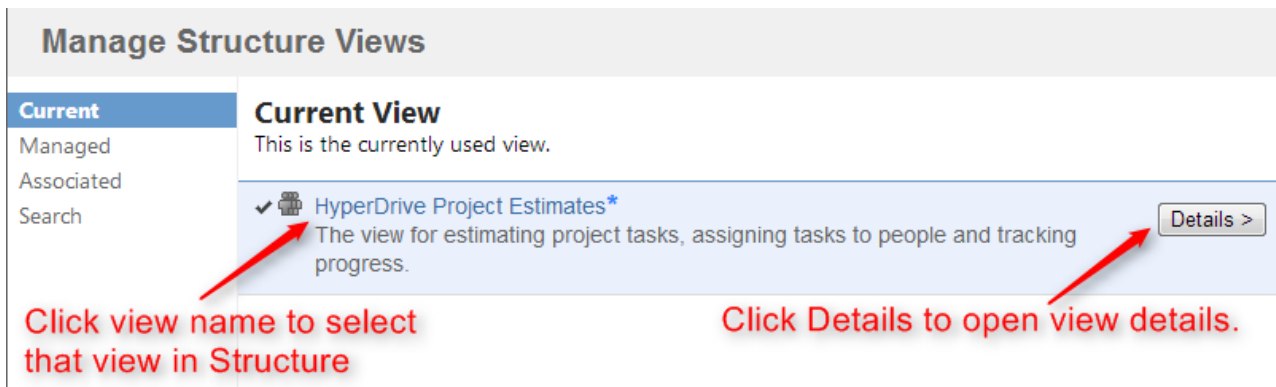 Manage Structure Views
Current
Managed
Associated
Search
Current View
This is the currently used view.
HyperDrive Project Estimates*
The view for estimating project tasks, assigning tasks to people and tracking
progress.
Details >
Click view name to select
that view in Structure
Click Details to open view details.